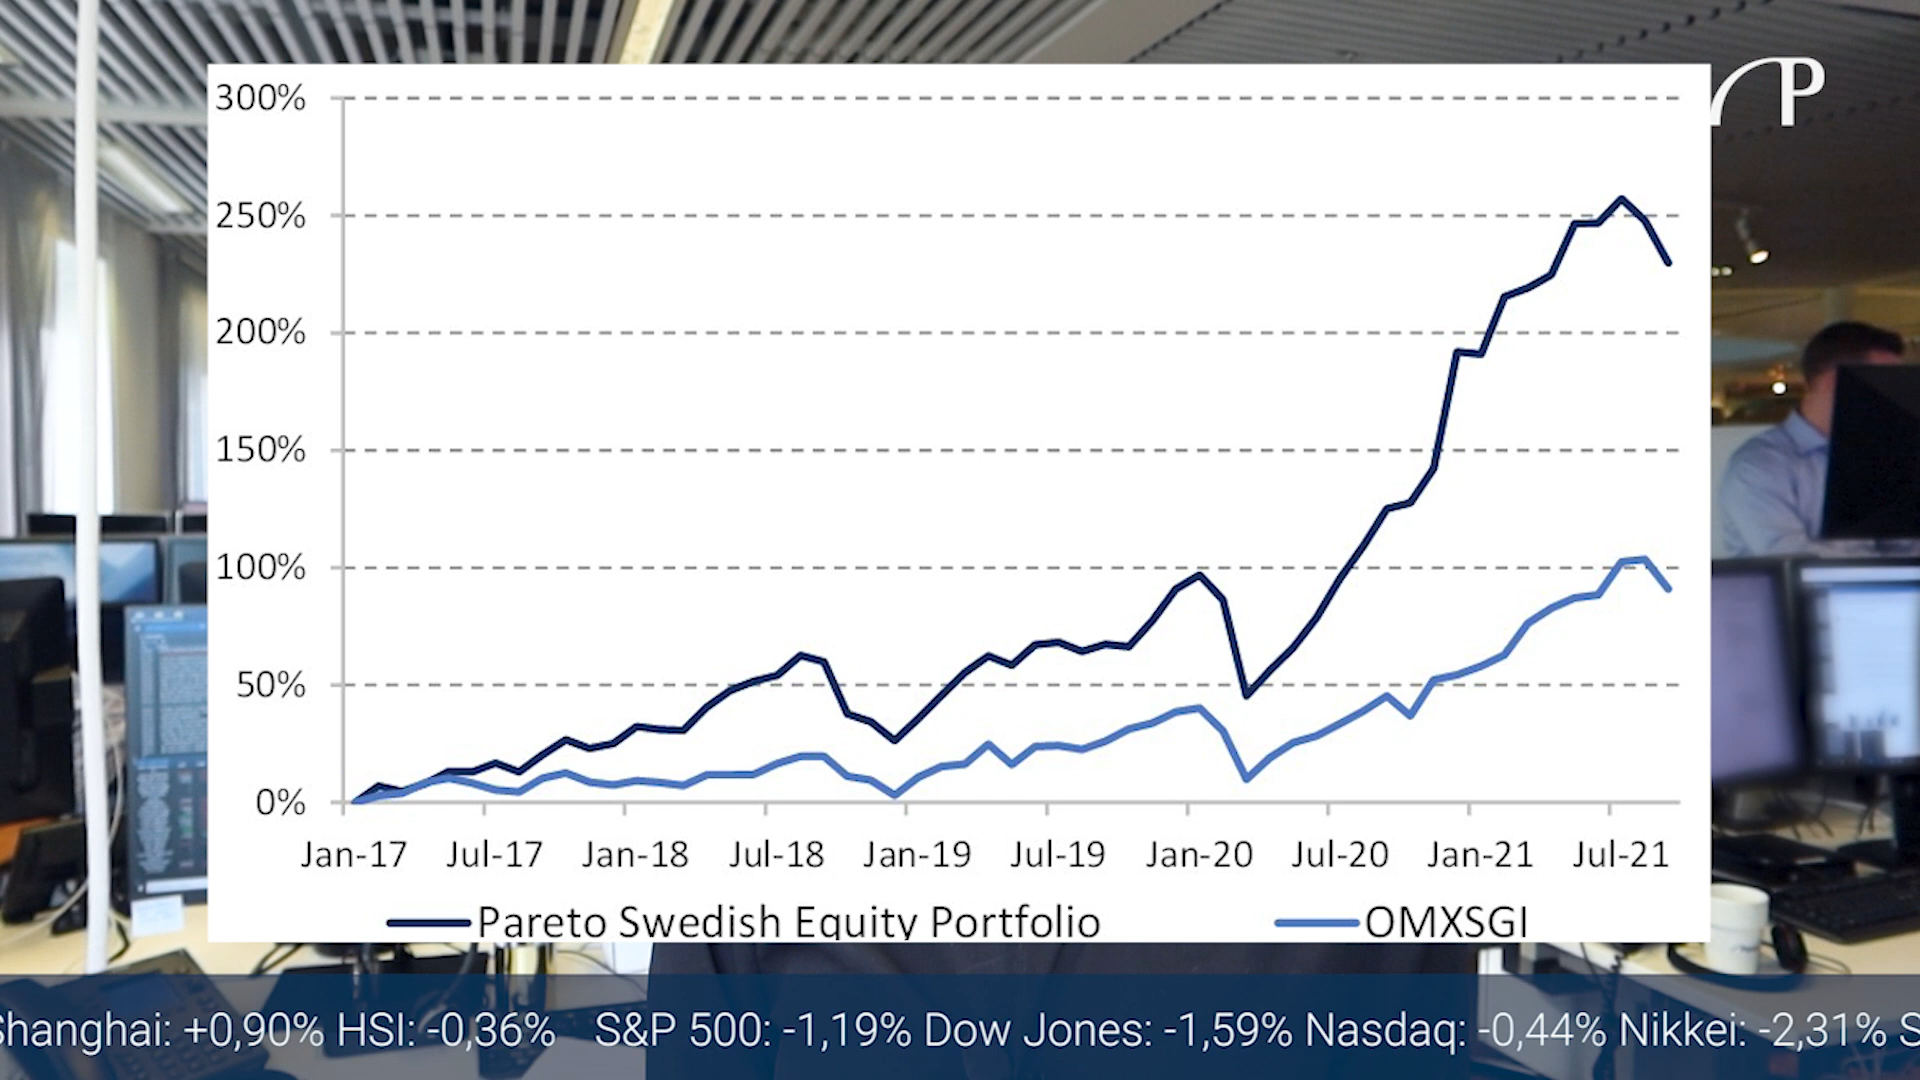 P
300%
250%
200%
150%
100%
50%
0%
Jan-17 Jul-17 Jan-18 Jul-18 Jan-19 Jul-19 Jan-20 Jul-20 Jan-21 Jul-21
Pareto Swedish Equity Portfolio OMXSGI
Shanghai: +0,90% HSI: -0,36% S&P 500: -1,19% Dow Jones: -1,59% Nasdaq: -0,44% Nikkei: -2,31% S